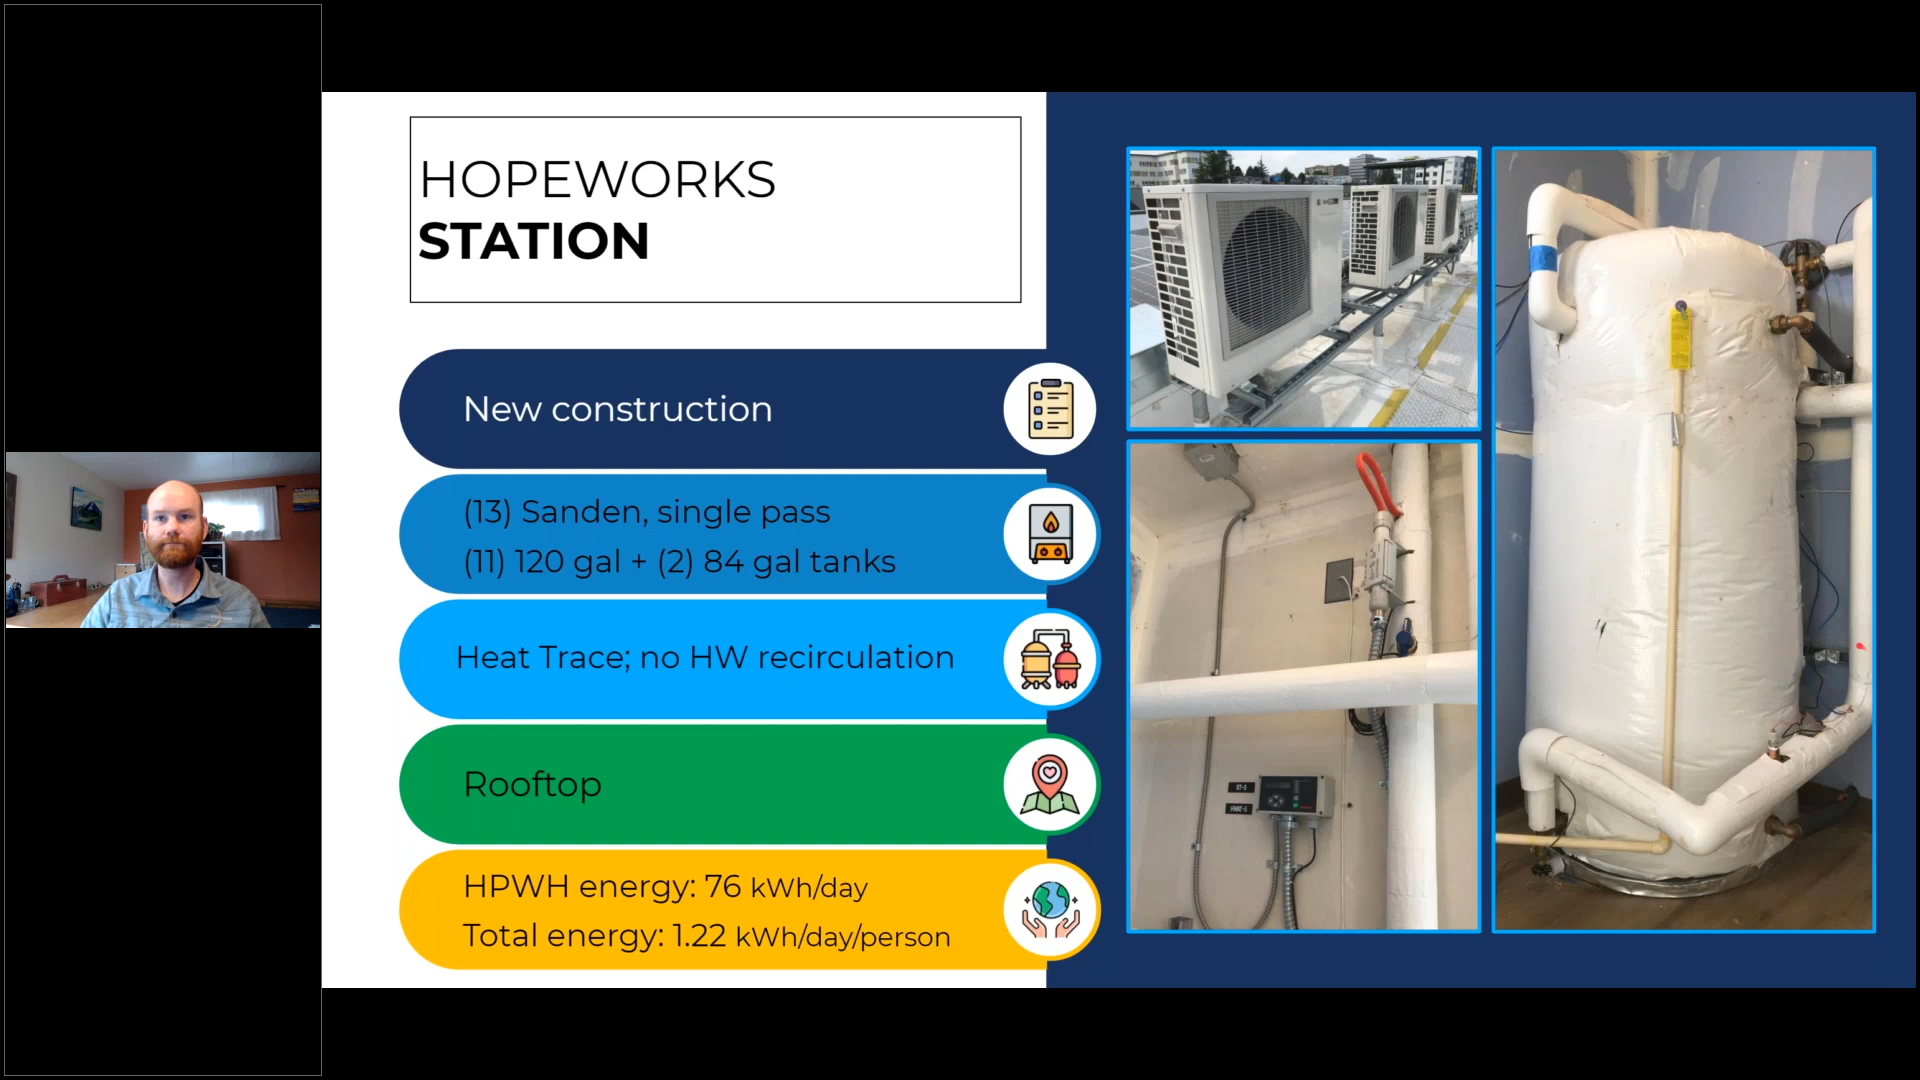 HOPEWORKS
STATION
New construction
(13) Sanden, single pass
(11) 120 gal + (2) 84 gal tanks
Heat Trace; no HW recirculation
Rooftop
HPWH energy: 76 kWh/day
Total energy: 1.22 kWh/day/person